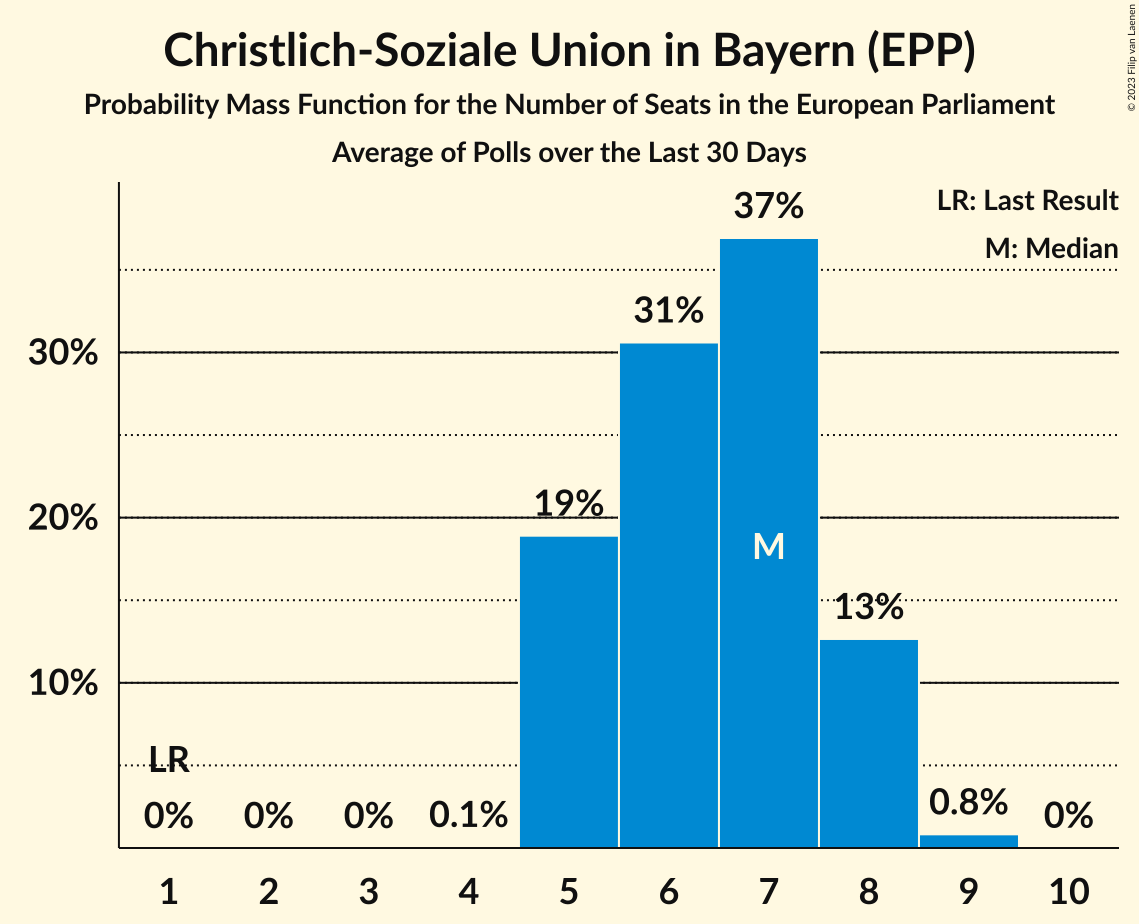 Christlich-Soziale Union in Bayern (EPP)
Probability Mass Function for the Number of Seats in the European Parliament
Average of Polls over the Last 30 Days
© 2023 Filip van Laenen
LR: Last Result
M: Median
37%
31%
30%
19%
20%
M
13%
10%
LR
0% 0% 0% 0.1% 0.8% 0%
1 2 3 4 5 6 7 8 9 10